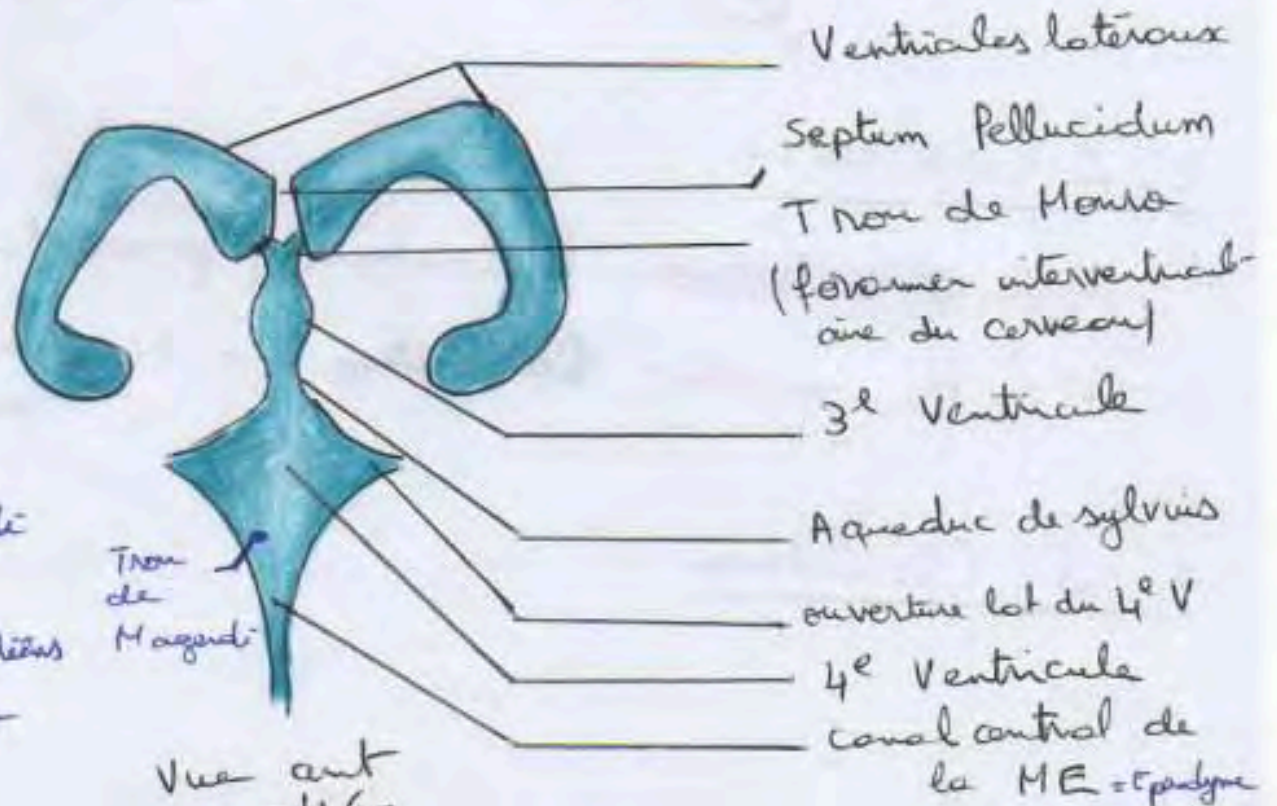 Ventricules latéraux
Septum Pellucidum
Trou de Monro
(foramen interventricul-
aire du cerveau)
3e Ventricule
Aqueduc de sylvius
ouverture lat du 4e V
4e Ventricule
canal central de
la ME = Ependyme
Trou
de
Magendi
Vue ant